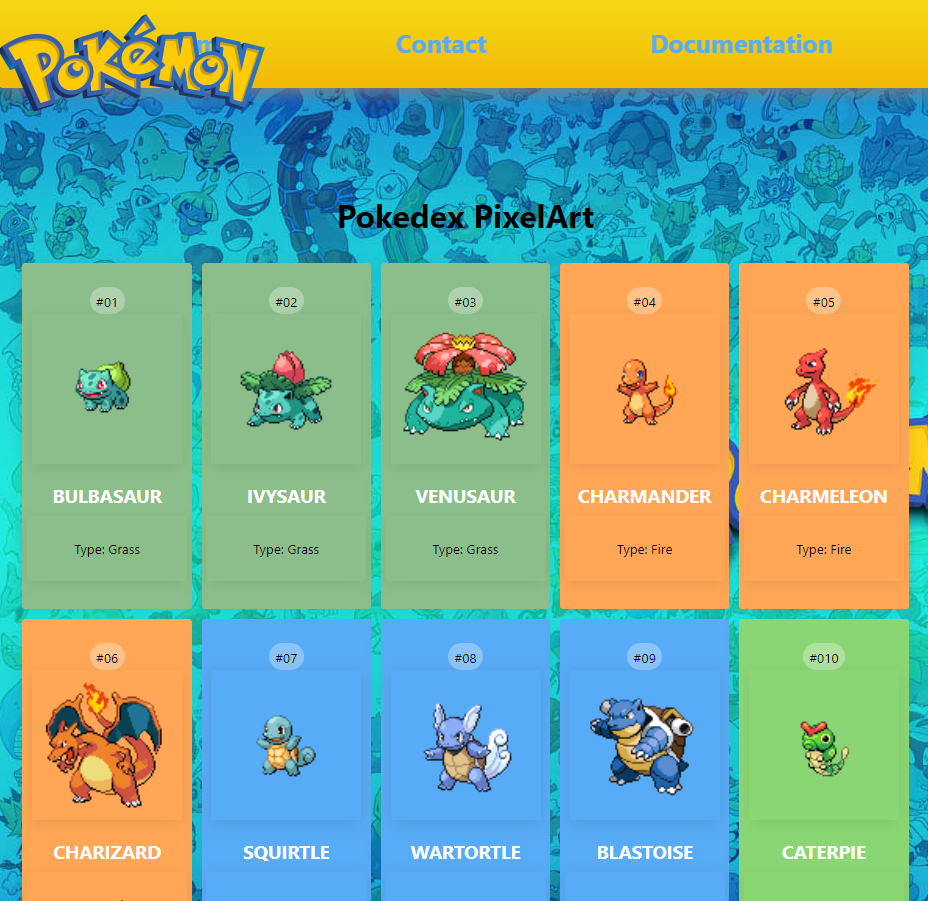 POKéMON
Contact
Documentation
Pokedex PixelArt
#01
#02
#03
#04
#05
BULBASAUR
IVYSAUR
VENUSAUR
CHARMANDER
CHARMELEON
Type: Grass
Type: Grass
Type: Grass
Type: Fire
Type: Fire
#06
#07
#08
#09
#010
CHARIZARD
SQUIRTLE
WARTORTLE
BLASTOISE
CATERPIE